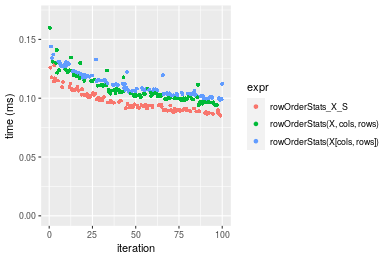 0.15
0.10
0.05
0.00
time (ms)
0
25
50
75
100
iteration
expr
rowOrderStats_X_S
rowOrderStats(X, cols, rows)
rowOrderStats(X[cols, rows])